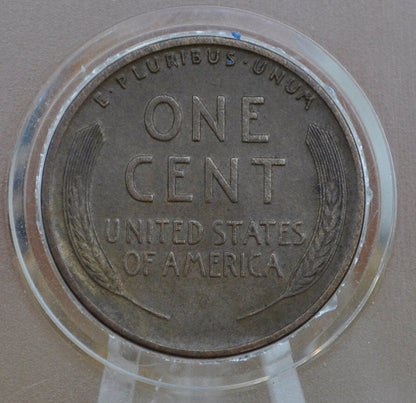 E·PLURIBUS·UNUM
ONE
CENT
UNITED STATES
OF AMERICA